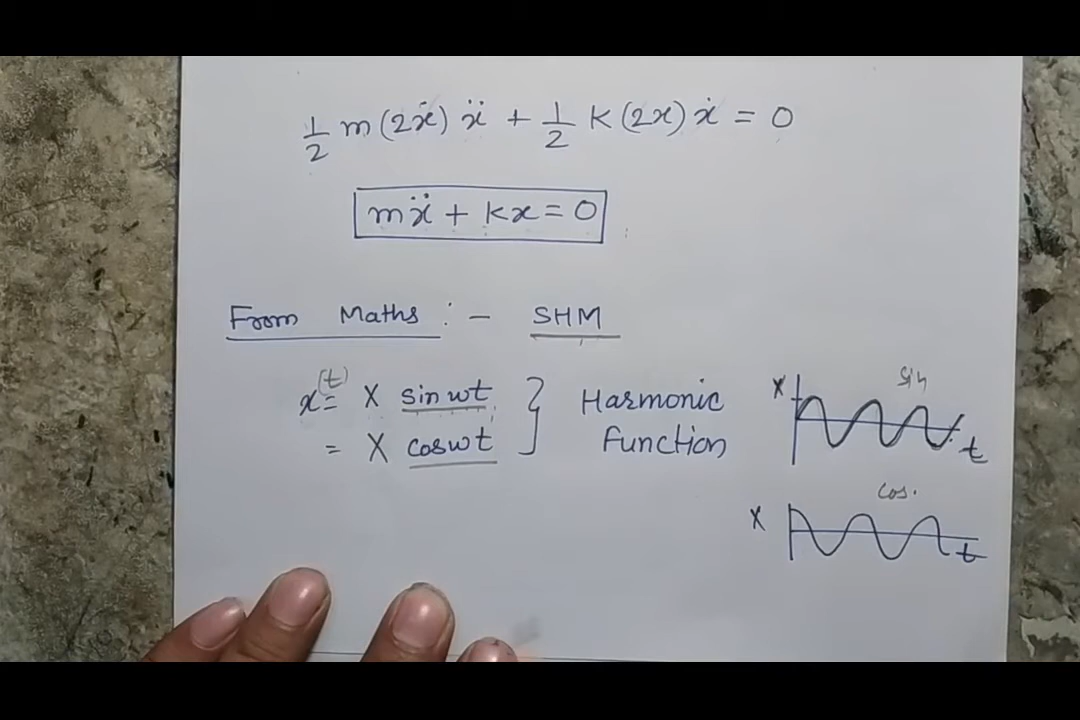 1/2 m(2ẋ) ẍ + 1/2 k(2x) ẋ = 0
mẍ + kx = 0
From Maths :- SHM
x(t) = X sin ωt } Harmonic
= X cos ωt } Function
X sin t
X cos. t